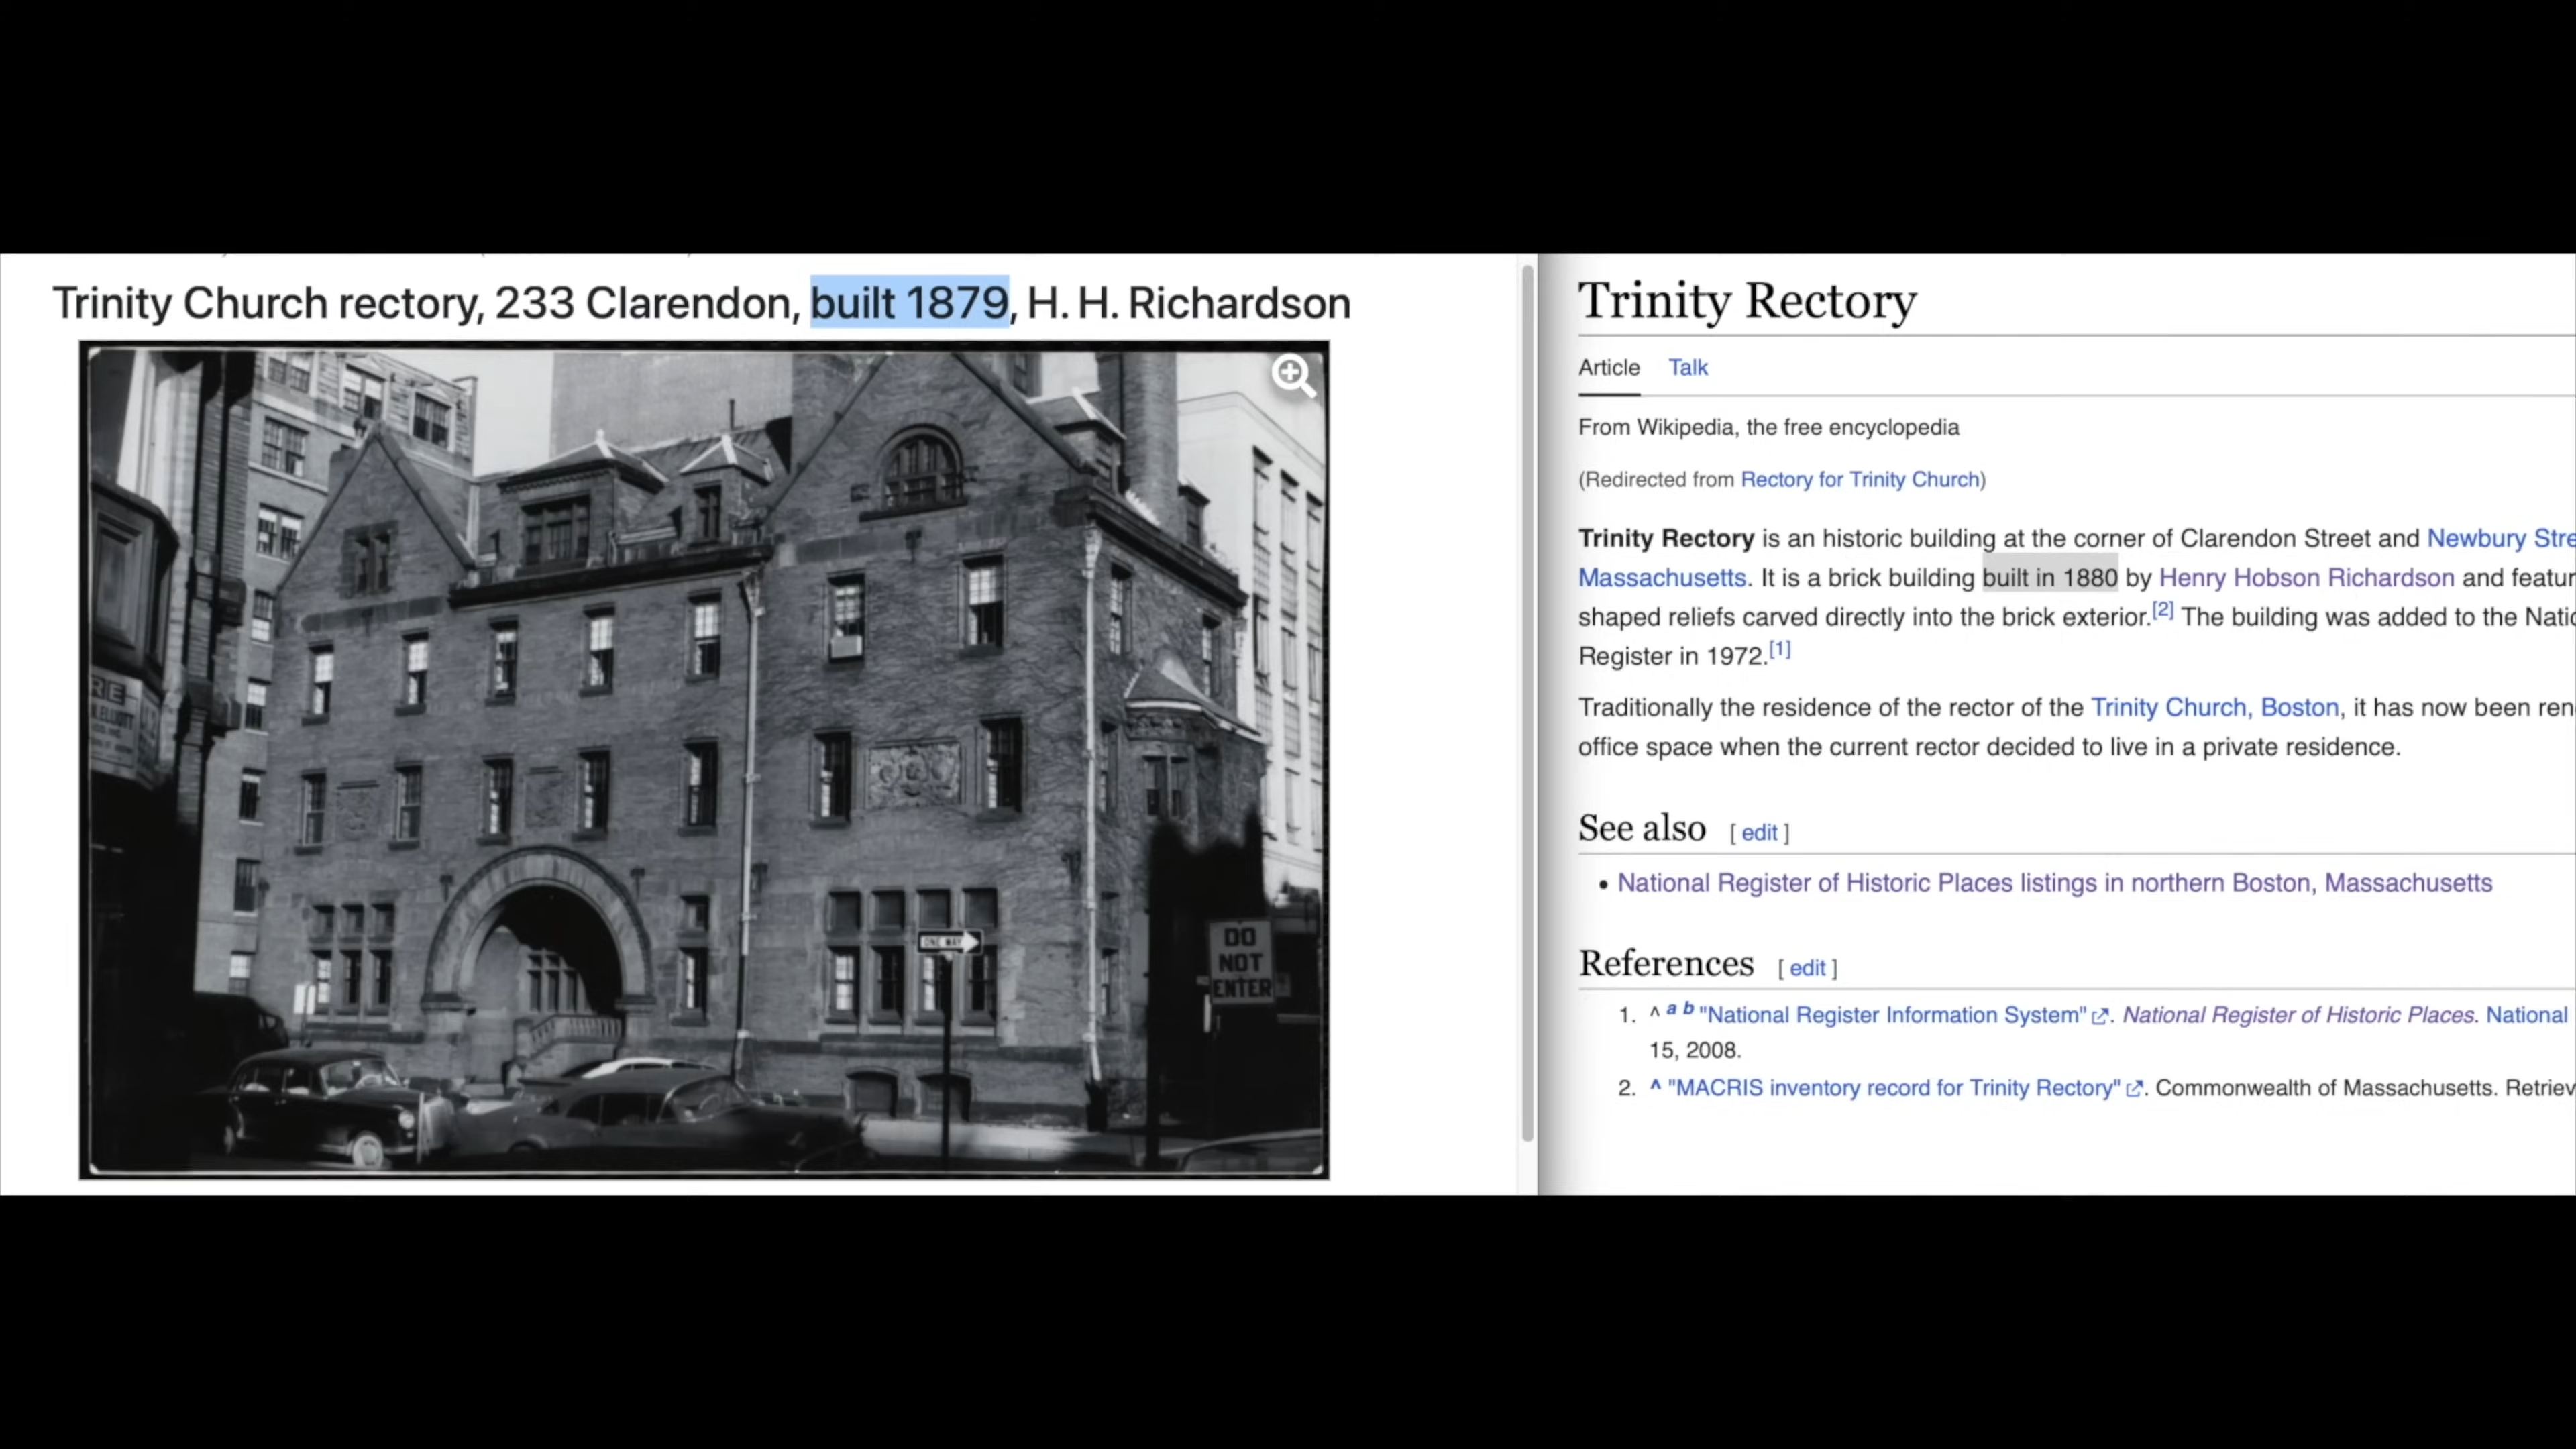 Trinity Church rectory, 233 Clarendon, built 1879, H. H. Richardson
RE
ONE WAY
DO
NOT
ENTER
Trinity Rectory
Article Talk
From Wikipedia, the free encyclopedia
(Redirected from Rectory for Trinity Church)
Trinity Rectory is an historic building at the corner of Clarendon Street and Newbury Stre
Massachusetts. It is a brick building built in 1880 by Henry Hobson Richardson and featur
shaped reliefs carved directly into the brick exterior.[2] The building was added to the Natio
Register in 1972.[1]
Traditionally the residence of the rector of the Trinity Church, Boston, it has now been ren
office space when the current rector decided to live in a private residence.
See also [ edit ]
• National Register of Historic Places listings in northern Boston, Massachusetts
References [ edit ]
1. ^ a b "National Register Information System". National Register of Historic Places. National
15, 2008.
2. ^ "MACRIS inventory record for Trinity Rectory". Commonwealth of Massachusetts. Retriev